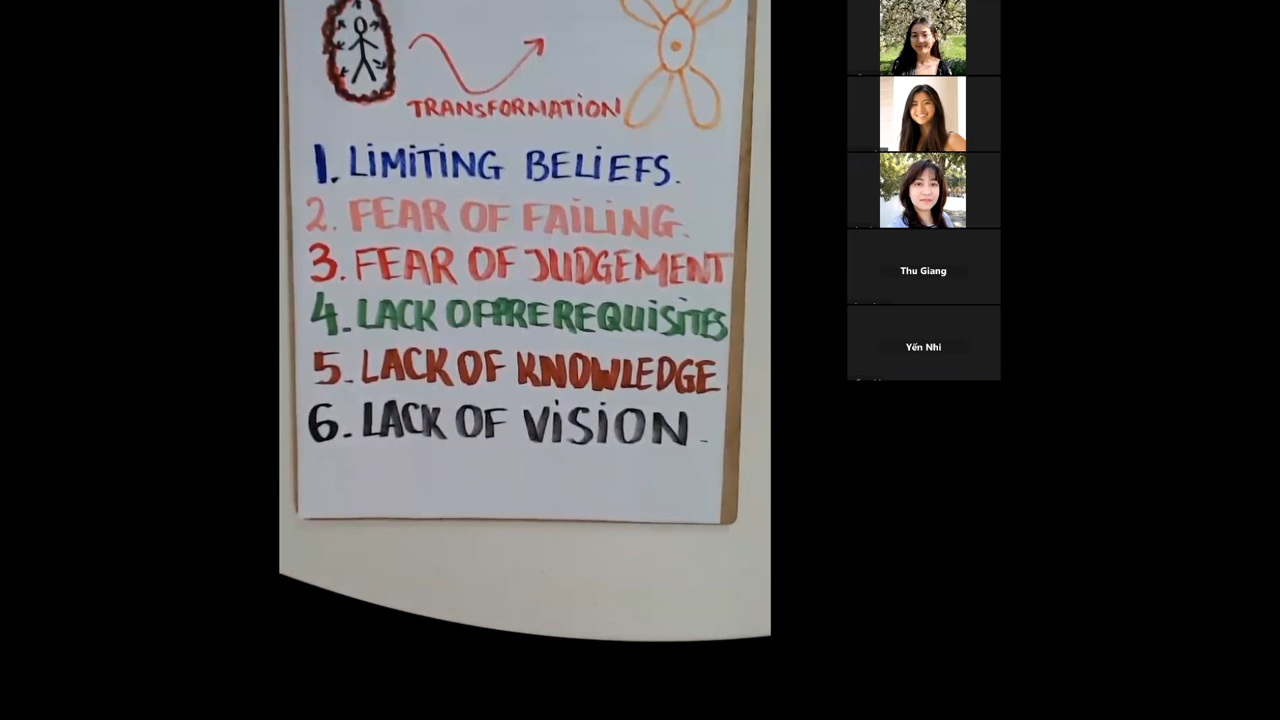 TRANSFORMATION
1. LIMITING BELIEFS.
2. FEAR OF FAILING.
3. FEAR OF JUDGEMENT
4. LACK OF PREREQUISITES
5. LACK OF KNOWLEDGE
6. LACK OF VISION.
Thu Giang
Yến Nhi